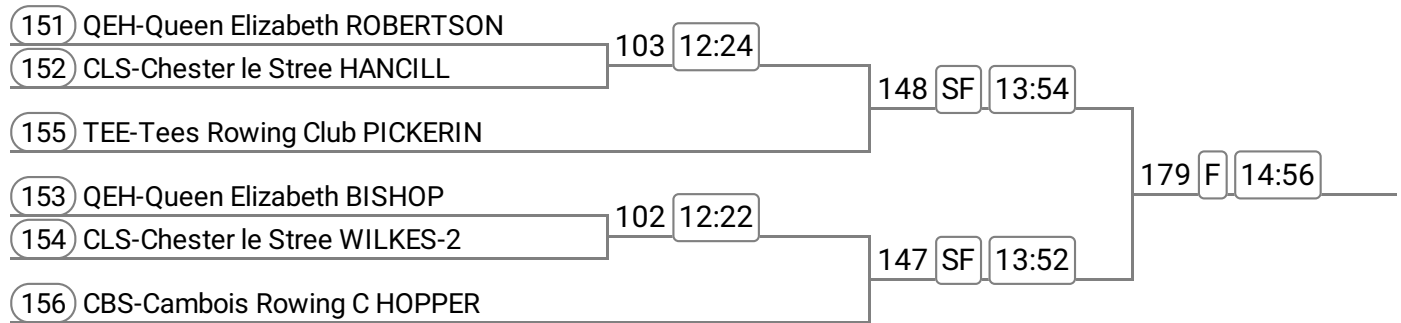 151 QEH-Queen Elizabeth ROBERTSON
103 12:24
152 CLS-Chester le Stree HANCILL
148 SF 13:54
155 TEE-Tees Rowing Club PICKERIN
179 F 14:56
153 QEH-Queen Elizabeth BISHOP
102 12:22
154 CLS-Chester le Stree WILKES-2
147 SF 13:52
156 CBS-Cambois Rowing C HOPPER